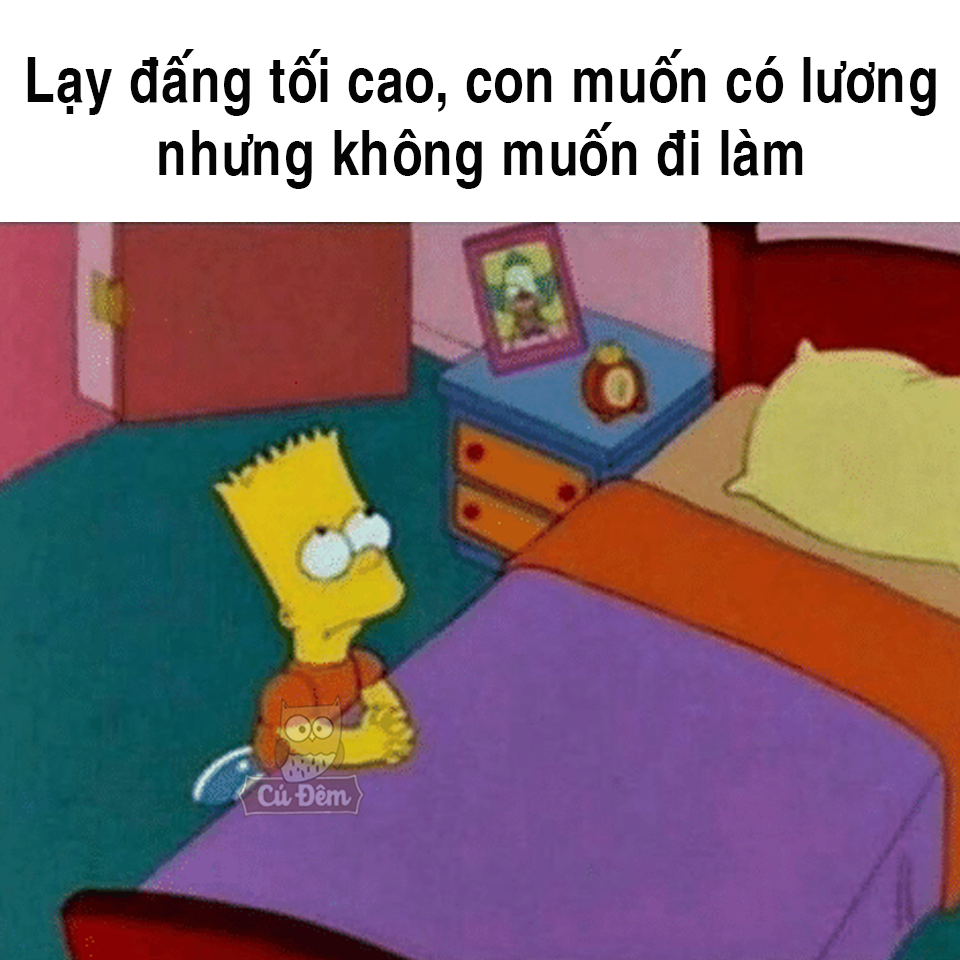 Lạy đấng tối cao, con muốn có lương
nhưng không muốn đi làm
Cú Đêm